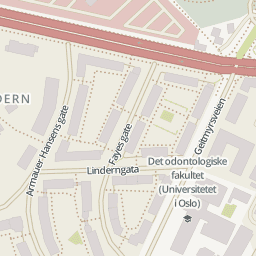 DERN
Armauer Hansens gate
Fayes gate
Linderngata
Geitmyrsveien
Det odontologiske
fakultet
(Universitetet
i Oslo)